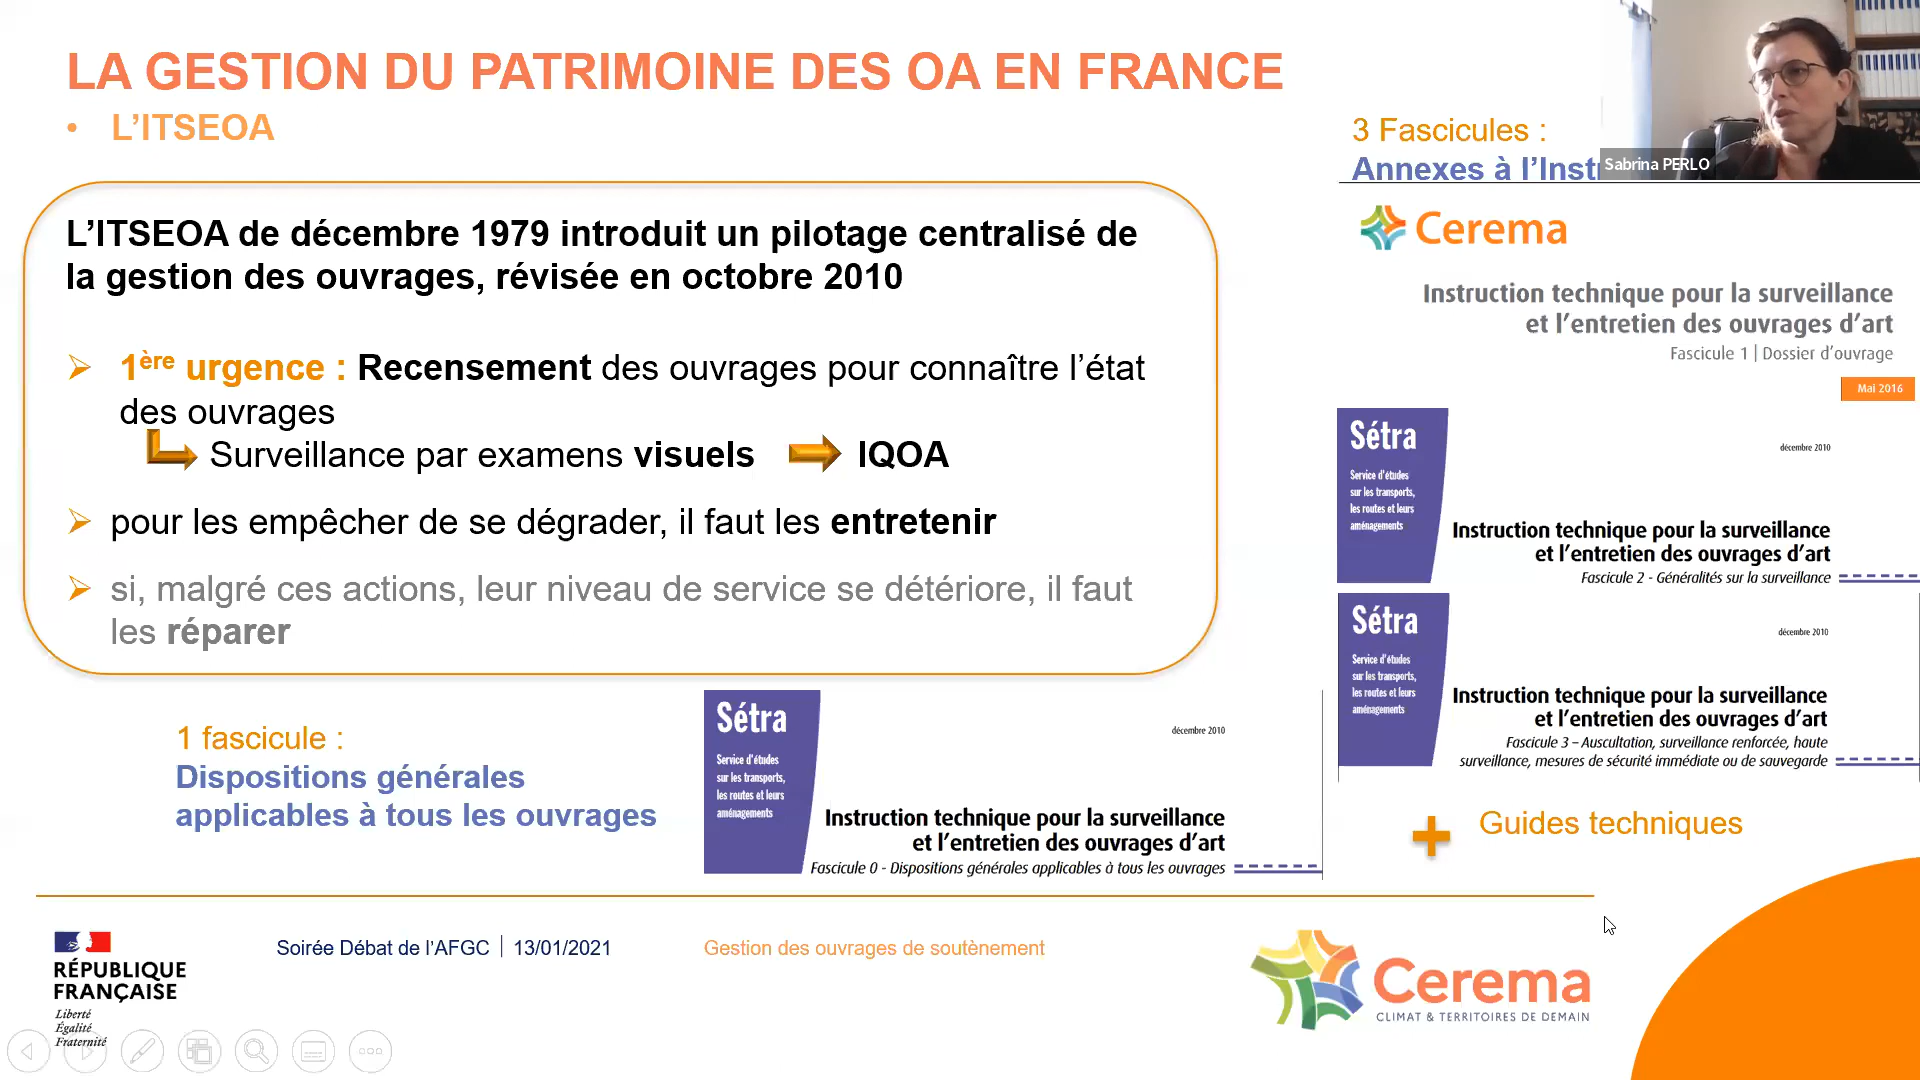 LA GESTION DU PATRIMOINE DES OA EN FRANCE
• L’ITSEOA
L’ITSEOA de décembre 1979 introduit un pilotage centralisé de
la gestion des ouvrages, révisée en octobre 2010
1ère urgence : Recensement des ouvrages pour connaître l’état
des ouvrages
Surveillance par examens visuels IQOA
pour les empêcher de se dégrader, il faut les entretenir
si, malgré ces actions, leur niveau de service se détériore, il faut
les réparer
1 fascicule :
Dispositions générales
applicables à tous les ouvrages
Sétra
Service d'études
sur les transports,
les routes et leurs
aménagements
décembre 2010
Instruction technique pour la surveillance
et l'entretien des ouvrages d'art
Fascicule 0 - Dispositions générales applicables à tous les ouvrages
3 Fascicules :
Annexes à l’Inst
Sabrina PERLO
Cerema
Instruction technique pour la surveillance
et l’entretien des ouvrages d’art
Fascicule 1 | Dossier d’ouvrage
Mai 2016
Sétra
Service d'études
sur les transports,
les routes et leurs
aménagements
décembre 2010
Instruction technique pour la surveillance
et l'entretien des ouvrages d'art
Fascicule 2 - Généralités sur la surveillance
Sétra
Service d'études
sur les transports,
les routes et leurs
aménagements
décembre 2010
Instruction technique pour la surveillance
et l'entretien des ouvrages d'art
Fascicule 3 – Auscultation, surveillance renforcée, haute
surveillance, mesures de sécurité immédiate ou de sauvegarde
+ Guides techniques
RÉPUBLIQUE
FRANÇAISE
Liberté
Égalité
Fraternité
Soirée Débat de l’AFGC | 13/01/2021
Gestion des ouvrages de soutènement
Cerema
CLIMAT & TERRITOIRES DE DEMAIN